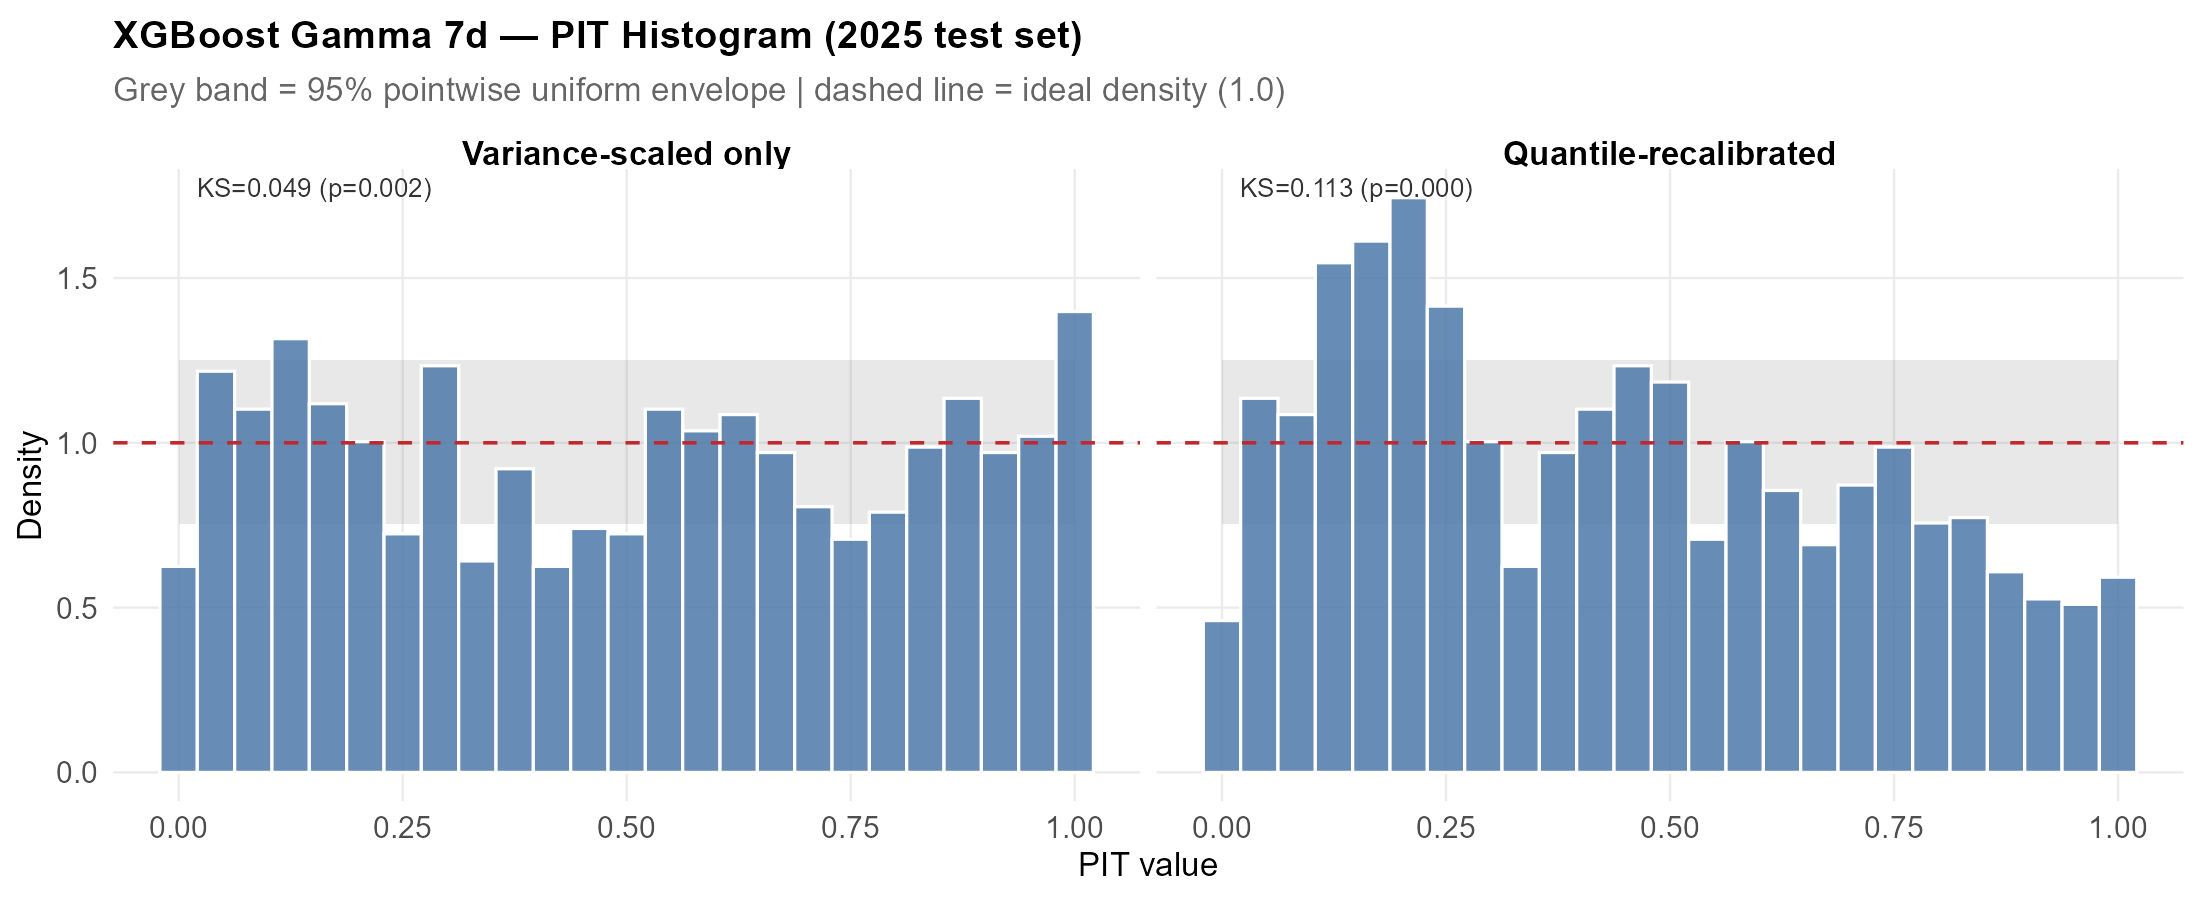 XGBoost Gamma 7d — PIT Histogram (2025 test set)
Grey band = 95% pointwise uniform envelope | dashed line = ideal density (1.0)
Variance-scaled only
Quantile-recalibrated
KS=0.049 (p=0.002)
KS=0.113 (p=0.000)
Density
1.5
1.0
0.5
0.0
0.00 0.25 0.50 0.75 1.00
0.00 0.25 0.50 0.75 1.00
PIT value